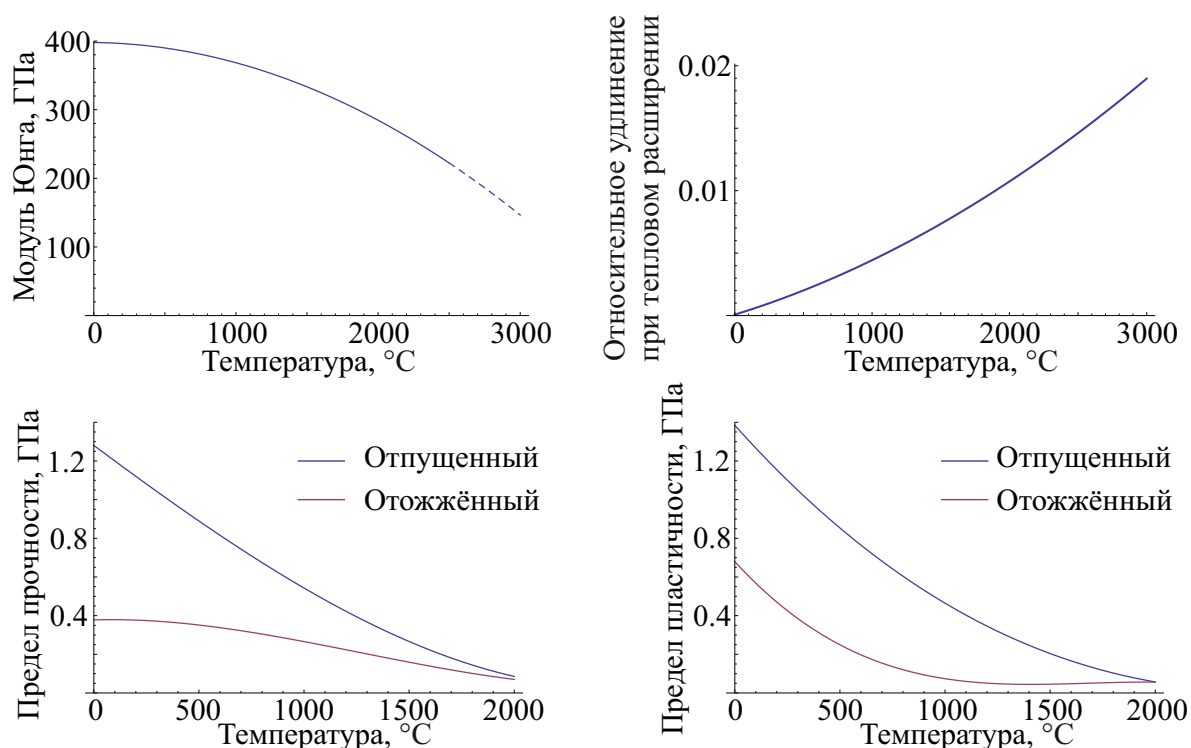 Модуль Юнга, ГПа
400
300
200
100
0
1000
2000
3000
Температура, °C
Относительное удлинение
при тепловом расширении
0.02
0.01
0
1000
2000
3000
Температура, °C
Предел прочности, ГПа
1.2
0.8
0.4
Отпущенный
Отожжённый
0
500
1000
1500
2000
Температура, °C
Предел пластичности, ГПа
1.2
0.8
0.4
Отпущенный
Отожжённый
0
500
1000
1500
2000
Температура, °C